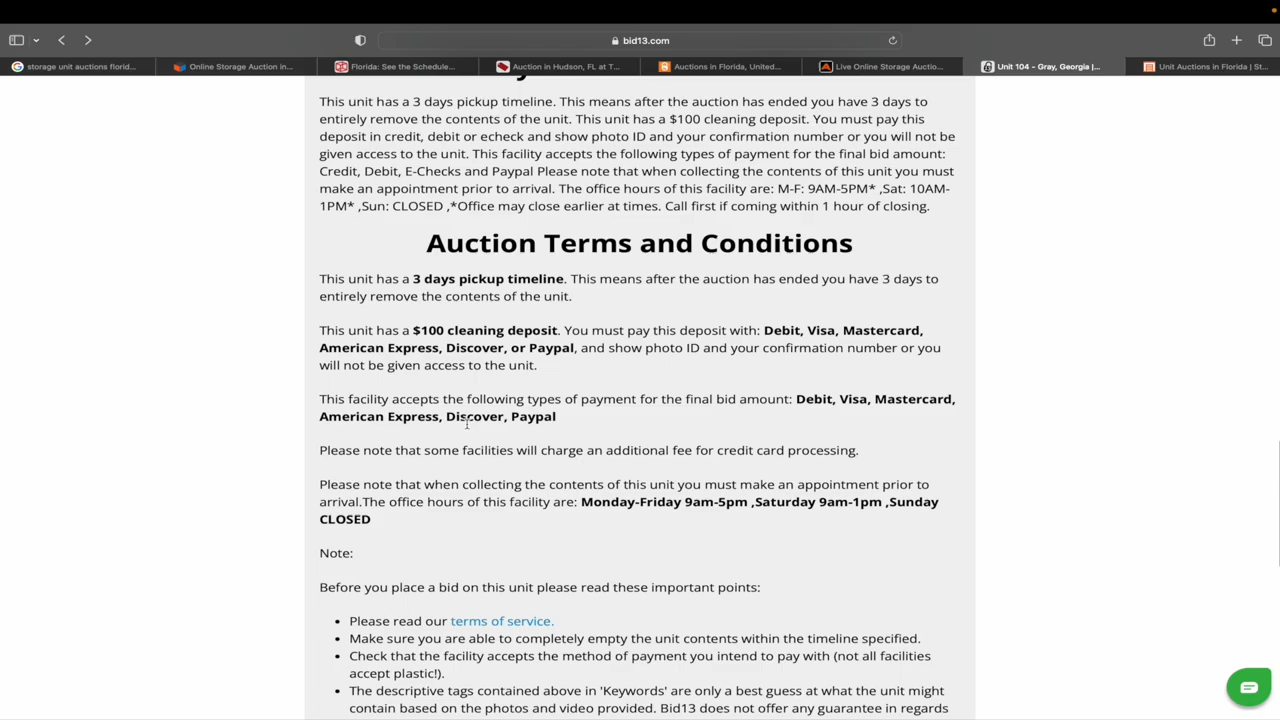 bid13.com
storage unit auctions florid...
Online Storage Auction in...
Florida: See the Schedule...
Auction in Hudson, FL at T...
Auctions in Florida, United...
Live Online Storage Auctio...
Unit 104 - Gray, Georgia |...
Unit Auctions in Florida | St...
This unit has a 3 days pickup timeline. This means after the auction has ended you have 3 days to
entirely remove the contents of the unit. This unit has a $100 cleaning deposit. You must pay this
deposit in credit, debit or echeck and show photo ID and your confirmation number or you will not be
given access to the unit. This facility accepts the following types of payment for the final bid amount:
Credit, Debit, E-Checks and Paypal Please note that when collecting the contents of this unit you must
make an appointment prior to arrival. The office hours of this facility are: M-F: 9AM-5PM* ,Sat: 10AM-
1PM* ,Sun: CLOSED ,*Office may close earlier at times. Call first if coming within 1 hour of closing.
Auction Terms and Conditions
This unit has a 3 days pickup timeline. This means after the auction has ended you have 3 days to
entirely remove the contents of the unit.
This unit has a $100 cleaning deposit. You must pay this deposit with: Debit, Visa, Mastercard,
American Express, Discover, or Paypal, and show photo ID and your confirmation number or you
will not be given access to the unit.
This facility accepts the following types of payment for the final bid amount: Debit, Visa, Mastercard,
American Express, Discover, Paypal
Please note that some facilities will charge an additional fee for credit card processing.
Please note that when collecting the contents of this unit you must make an appointment prior to
arrival.The office hours of this facility are: Monday-Friday 9am-5pm ,Saturday 9am-1pm ,Sunday
CLOSED
Note:
Before you place a bid on this unit please read these important points:
• Please read our terms of service.
• Make sure you are able to completely empty the unit contents within the timeline specified.
• Check that the facility accepts the method of payment you intend to pay with (not all facilities
accept plastic!).
• The descriptive tags contained above in 'Keywords' are only a best guess at what the unit might
contain based on the photos and video provided. Bid13 does not offer any guarantee in regards